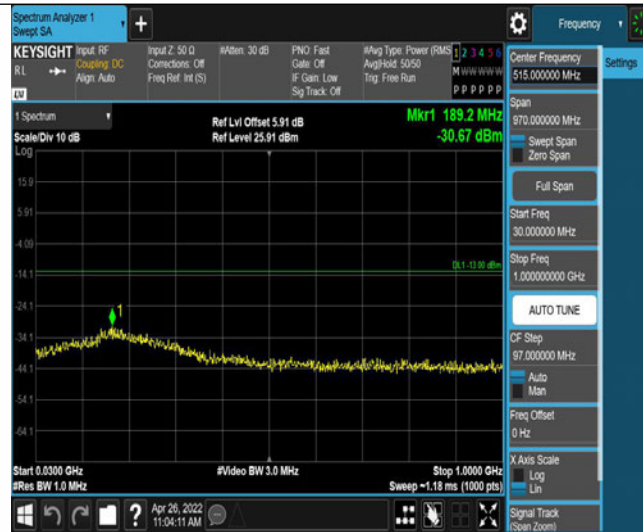 Spectrum Analyzer 1
Swept SA
+
Frequency
KEYSIGHT
Input: RF
Coupling: DC
Align: Auto
Input Z: 50 Ω
Corrections: Off
Freq Ref: Int (S)
#Atten: 30 dB
PNO: Fast
Gate: Off
IF Gain: Low
Sig Track: Off
#Avg Type: Power (RMS
Avg|Hold: 50/50
Trig: Free Run
1 2 3 4 5 6
M W W W W W
P P P P P P
R L
LXI
1 Spectrum
Scale/Div 10 dB
Log
Ref Lvl Offset 5.91 dB
Ref Level 25.91 dBm
Mkr1 189.2 MHz
-30.67 dBm
15.9
5.91
-4.09
-14.1
-24.1
-34.1
-44.1
-54.1
-64.1
DL1 -13.00 dBm
1
Start 0.0300 GHz
#Res BW 1.0 MHz
#Video BW 3.0 MHz
Stop 1.0000 GHz
Sweep ~1.18 ms (1000 pts)
?
Apr 26, 2022
11:04:11 AM
Center Frequency
515.000000 MHz
Settings
Span
970.000000 MHz
Swept Span
Zero Span
Full Span
Start Freq
30.000000 MHz
Stop Freq
1.000000000 GHz
AUTO TUNE
CF Step
97.000000 MHz
Auto
Man
Freq Offset
0 Hz
X Axis Scale
Log
Lin
Signal Track
(Span Zoom)